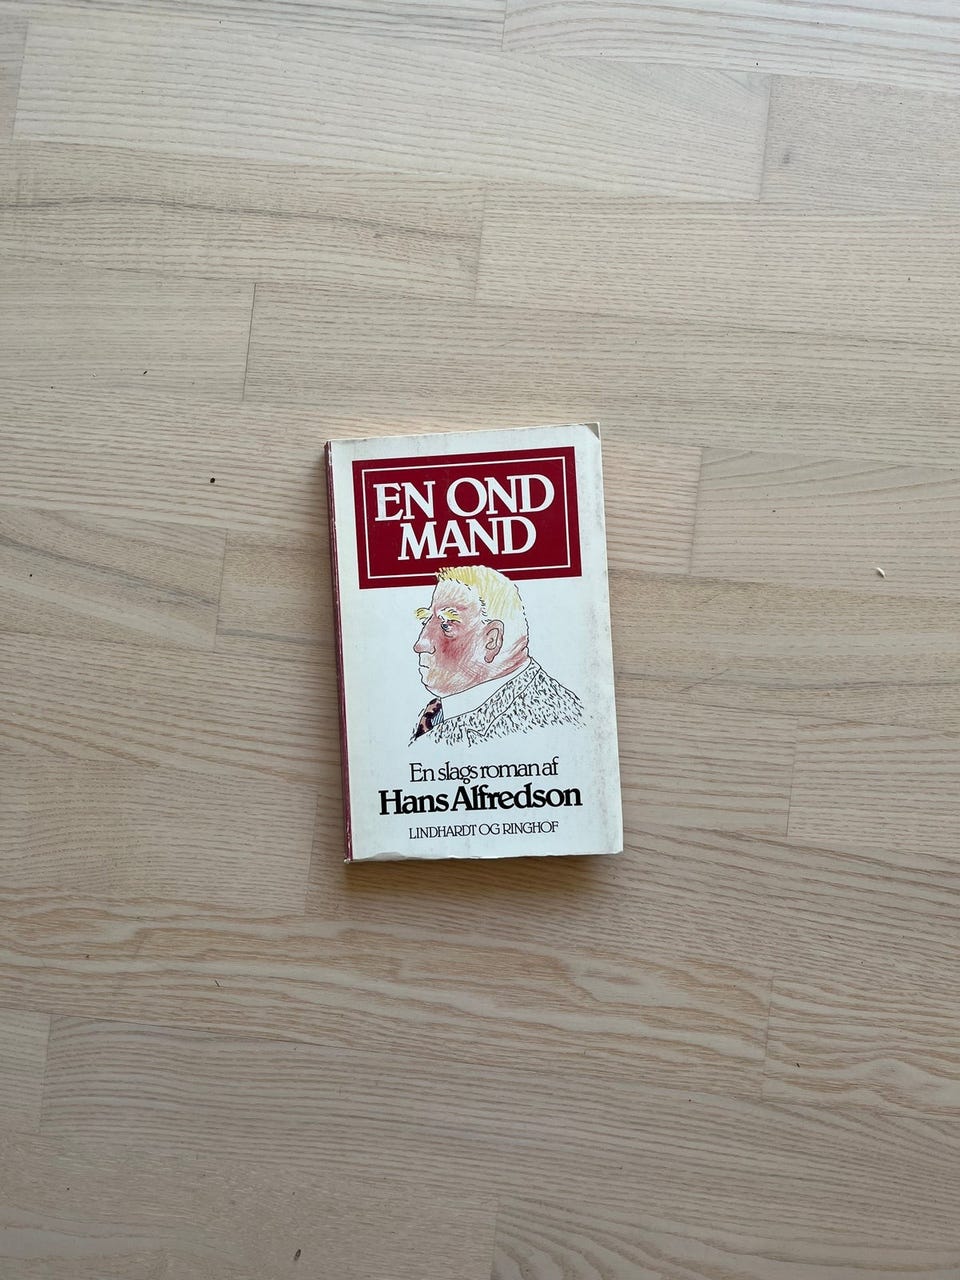 EN OND
MAND
En slags roman af
Hans Alfredson
LINDHARDT OG RINGHOF